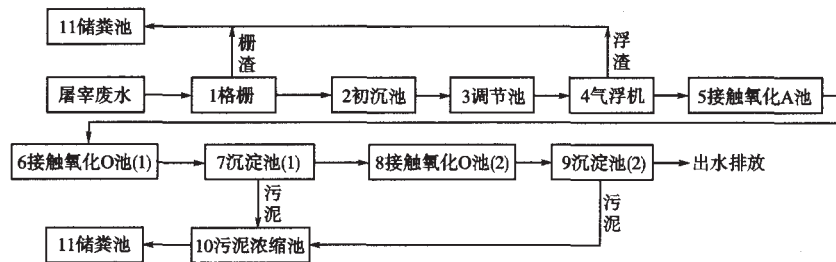 11储粪池
栅渣
浮渣
屠宰废水
1格栅
2初沉池
3调节池
4气浮机
5接触氧化A池
6接触氧化O池(1)
7沉淀池(1)
8接触氧化O池(2)
9沉淀池(2)
出水排放
污泥
污泥
11储粪池
10污泥浓缩池